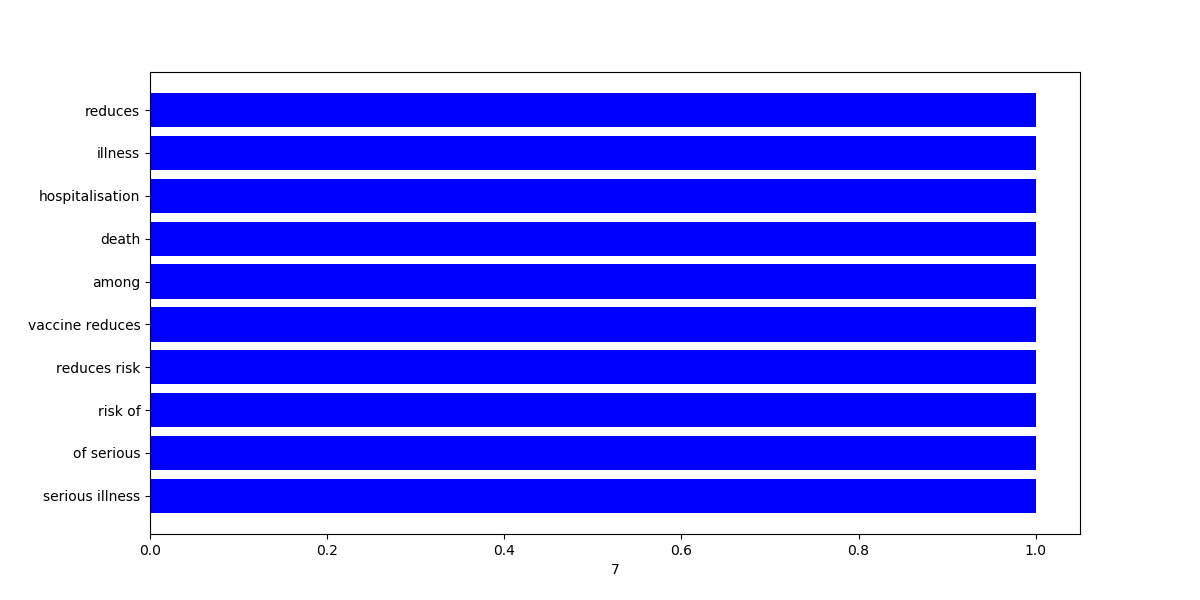 reduces
illness
hospitalisation
death
among
vaccine reduces
reduces risk
risk of
of serious
serious illness
0.0 0.2 0.4 0.6 0.8 1.0
7